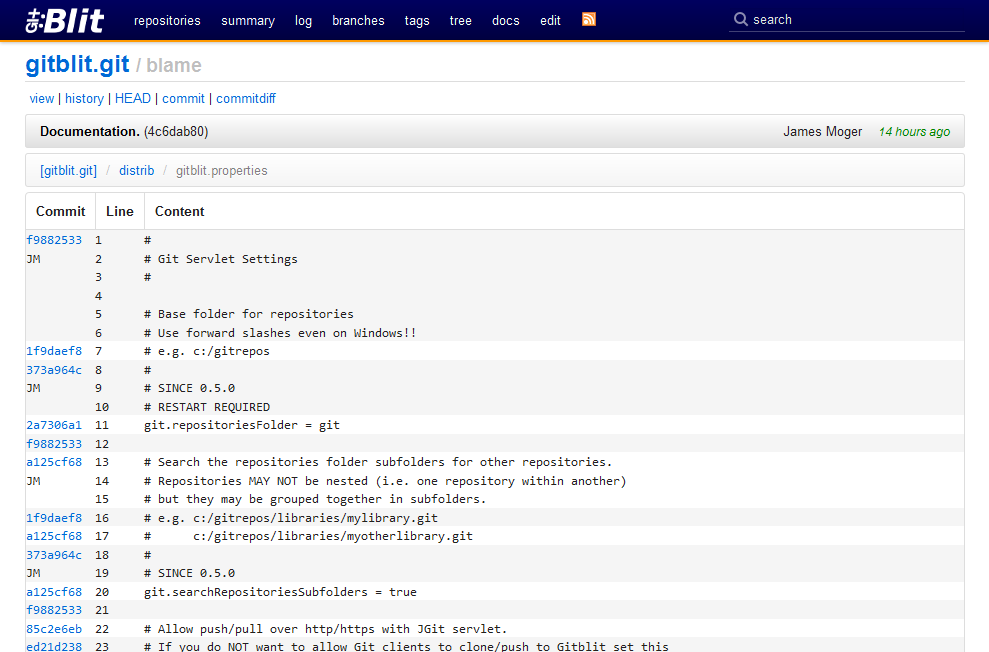 Blit repositories summary log branches tags tree docs edit search
gitblit.git / blame
view | history | HEAD | commit | commitdiff
Documentation. (4c6dab80) James Moger 14 hours ago
[gitblit.git] / distrib / gitblit.properties
Commit Line Content
f9882533 1 #
JM 2 # Git Servlet Settings
3 #
4
5 # Base folder for repositories
6 # Use forward slashes even on Windows!!
1f9daef8 7 # e.g. c:/gitrepos
373a964c 8 #
JM 9 # SINCE 0.5.0
10 # RESTART REQUIRED
2a7306a1 11 git.repositoriesFolder = git
f9882533 12
a125cf68 13 # Search the repositories folder subfolders for other repositories.
JM 14 # Repositories MAY NOT be nested (i.e. one repository within another)
15 # but they may be grouped together in subfolders.
1f9daef8 16 # e.g. c:/gitrepos/libraries/mylibrary.git
a125cf68 17 #      c:/gitrepos/libraries/myotherlibrary.git
373a964c 18 #
JM 19 # SINCE 0.5.0
a125cf68 20 git.searchRepositoriesSubfolders = true
f9882533 21
85c2e6eb 22 # Allow push/pull over http/https with JGit servlet.
ed21d238 23 # If you do NOT want to allow Git clients to clone/push to Gitblit set this